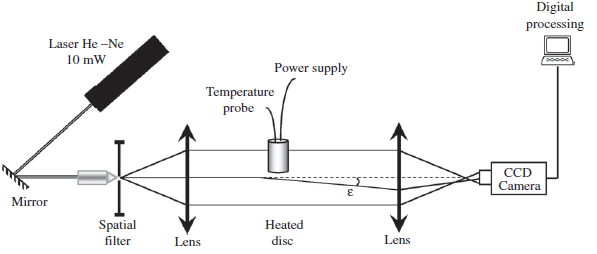 Digital
processing
Laser He –Ne
10 mW
Power supply
Temperature
probe
CCD
Camera
ε
Mirror
Spatial
filter
Lens
Heated
disc
Lens